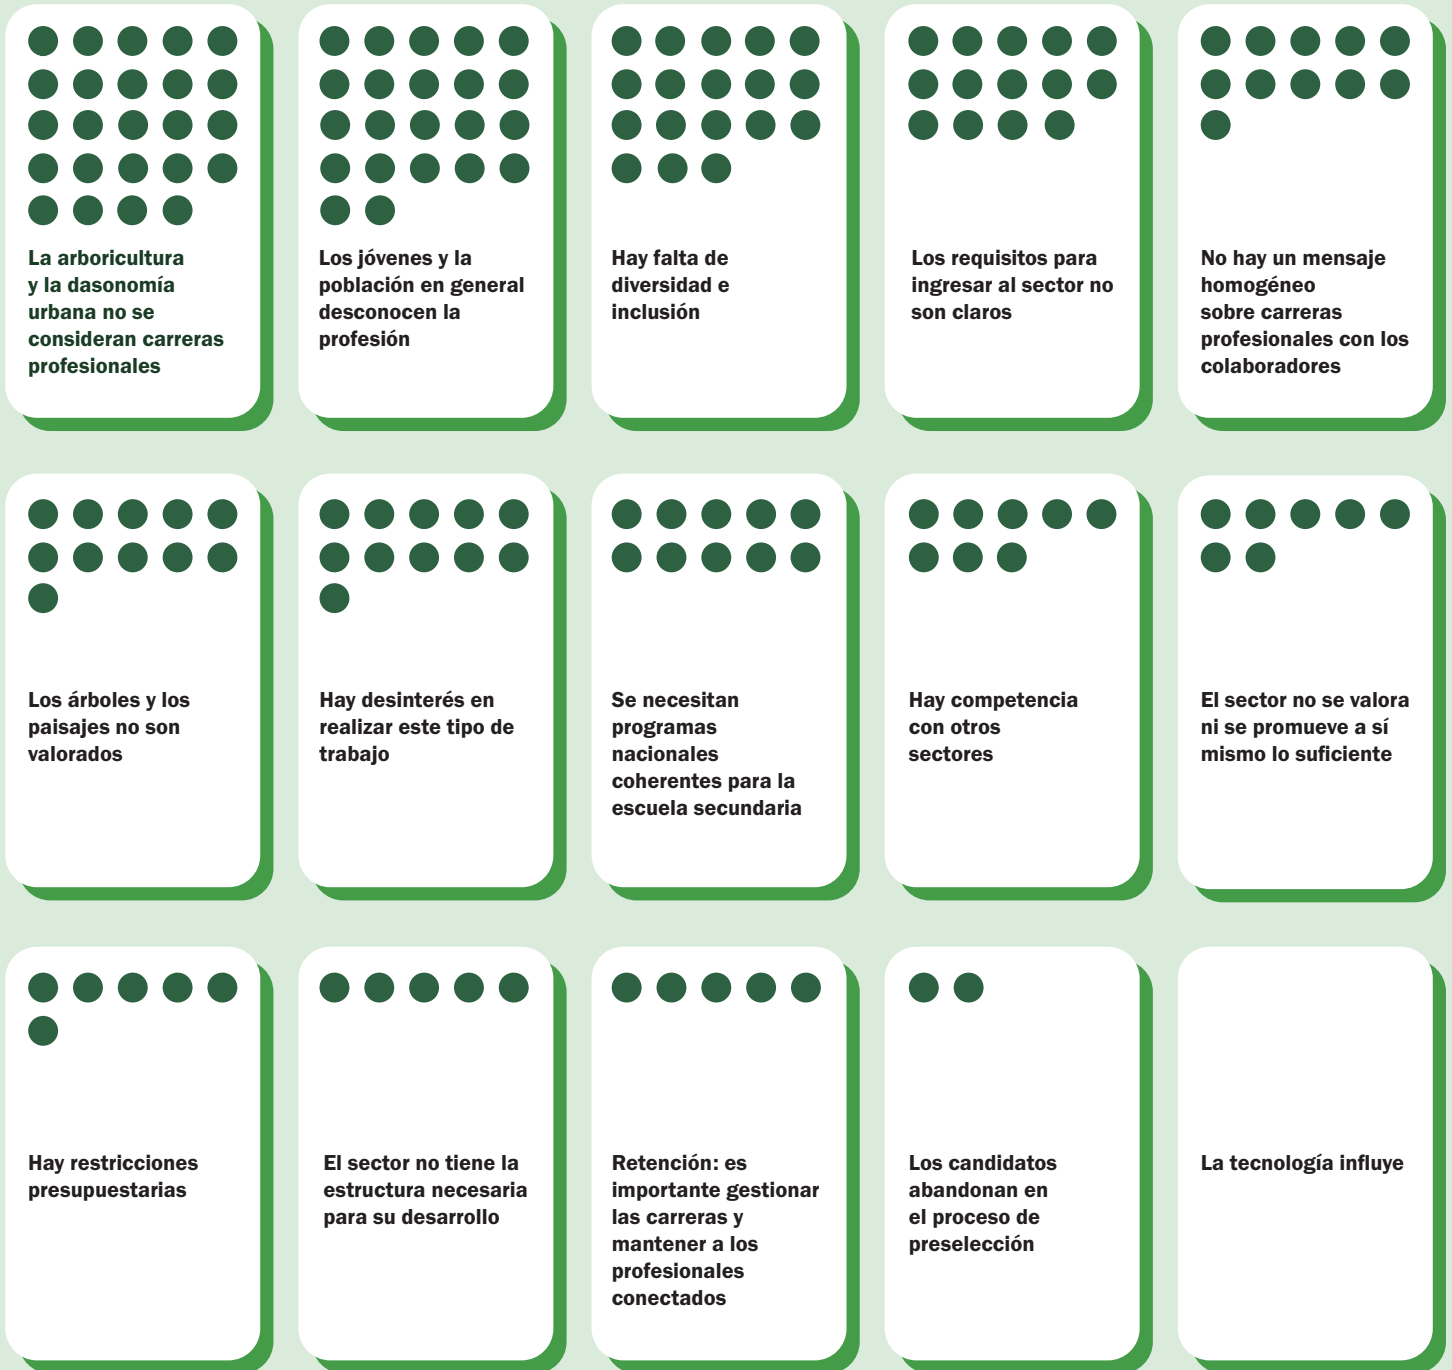 La arboricultura
y la dasonomía
urbana no se
consideran carreras
profesionales
Los jóvenes y la
población en general
desconocen la
profesión
Hay falta de
diversidad e
inclusión
Los requisitos para
ingresar al sector no
son claros
No hay un mensaje
homogéneo
sobre carreras
profesionales con los
colaboradores
Los árboles y los
paisajes no son
valorados
Hay desinterés en
realizar este tipo de
trabajo
Se necesitan
programas
nacionales
coherentes para la
escuela secundaria
Hay competencia
con otros
sectores
El sector no se valora
ni se promueve a sí
mismo lo suficiente
Hay restricciones
presupuestarias
El sector no tiene la
estructura necesaria
para su desarrollo
Retención: es
importante gestionar
las carreras y
mantener a los
profesionales
conectados
Los candidatos
abandonan en
el proceso de
preselección
La tecnología influye